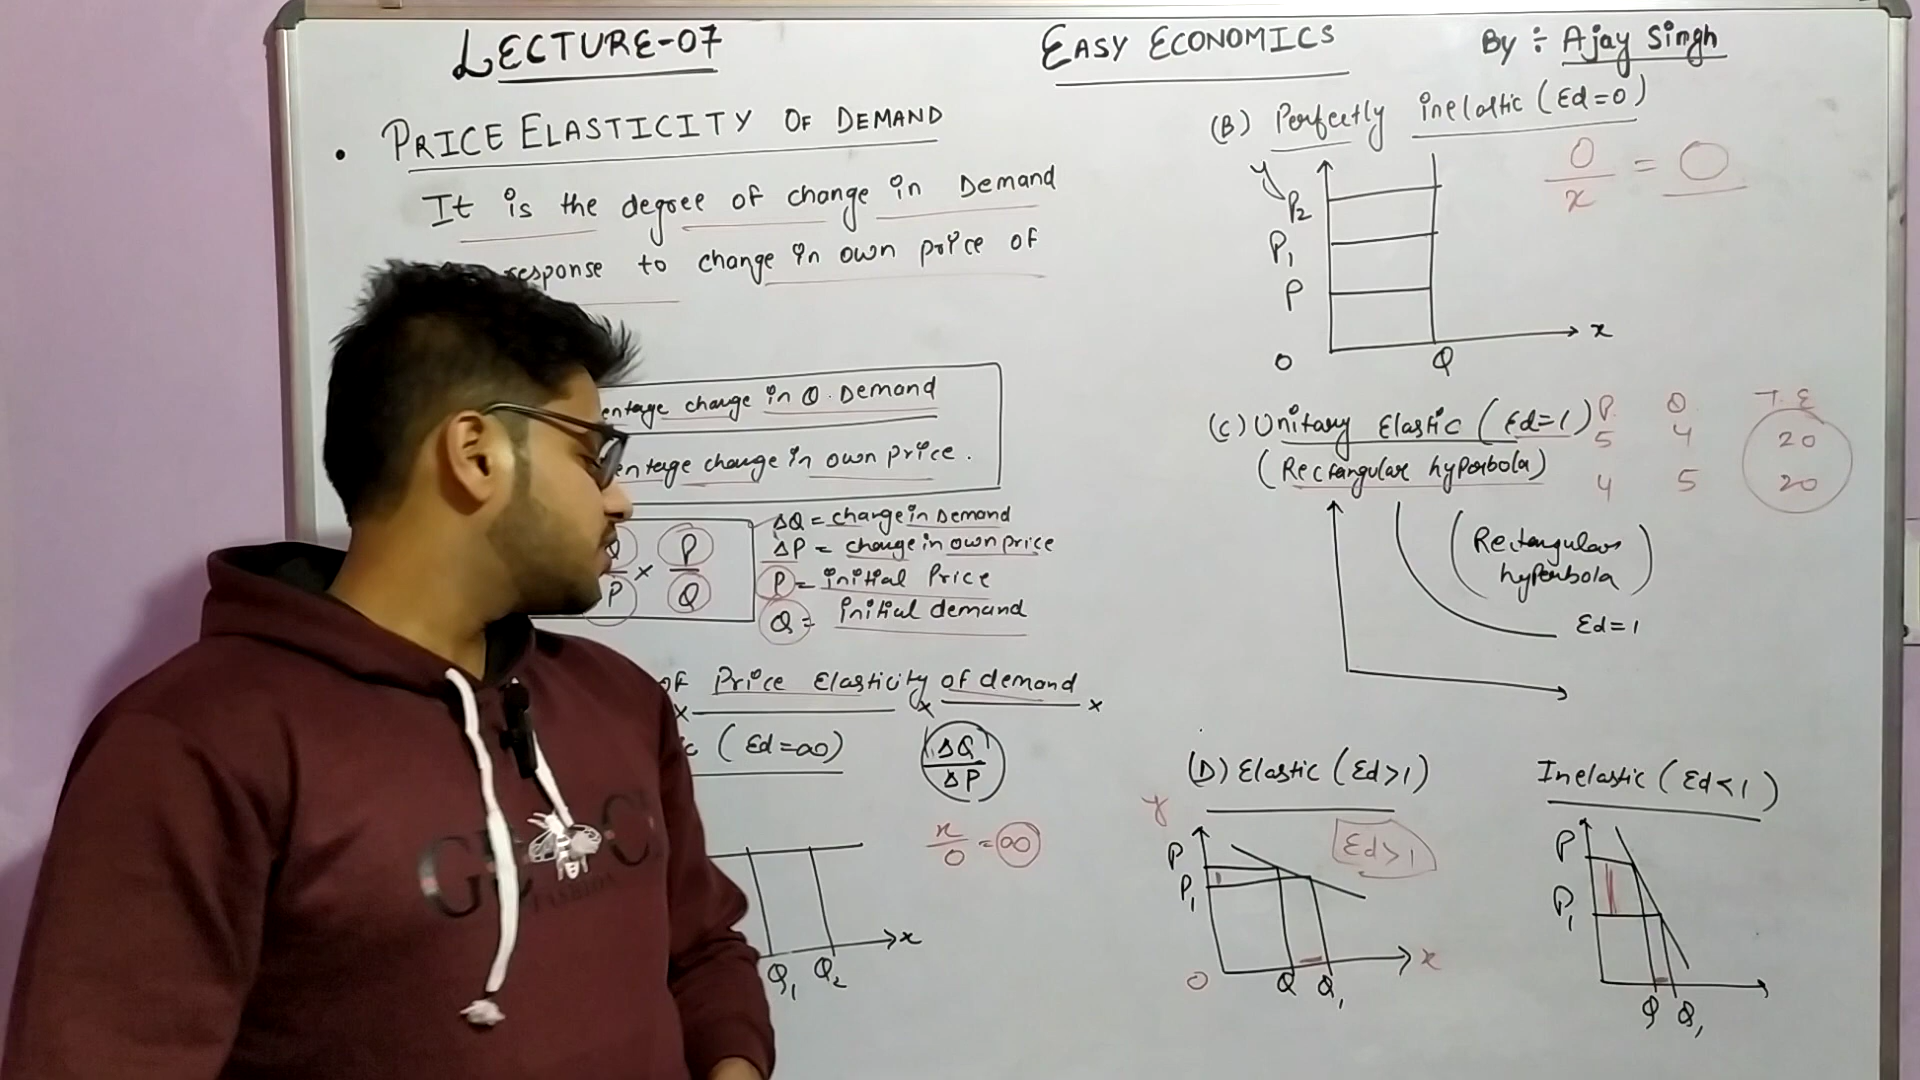 LECTURE-07
EASY ECONOMICS
By ÷ Ajay Singh
• PRICE ELASTICITY OF DEMAND
It is the degree of change in Demand
response to change in own price of
change in Q. Demand
change in own price.
P
× P
Q
ΔQ = change in Demand
ΔP = change in own price
P = initial Price
Q = initial demand
of Price Elasticity of demand
(Ed=∞)
ΔQ
ΔP
x
0
= ∞
x
Q1 Q2
(B) Perfectly inelastic (Ed=0)
0
x
= 0
y
P2
P1
P
O
Q
x
(C) Unitary Elastic (Ed=1)
(Rectangular hyperbola)
P. Q. T.E
5 4 20
4 5 20
(Rectangular
hyperbola)
Ed=1
(D) Elastic (Ed>1)
y
Ed>1
P
P1
O
Q Q1
x
Inelastic (Ed<1)
P
P1
Q Q1